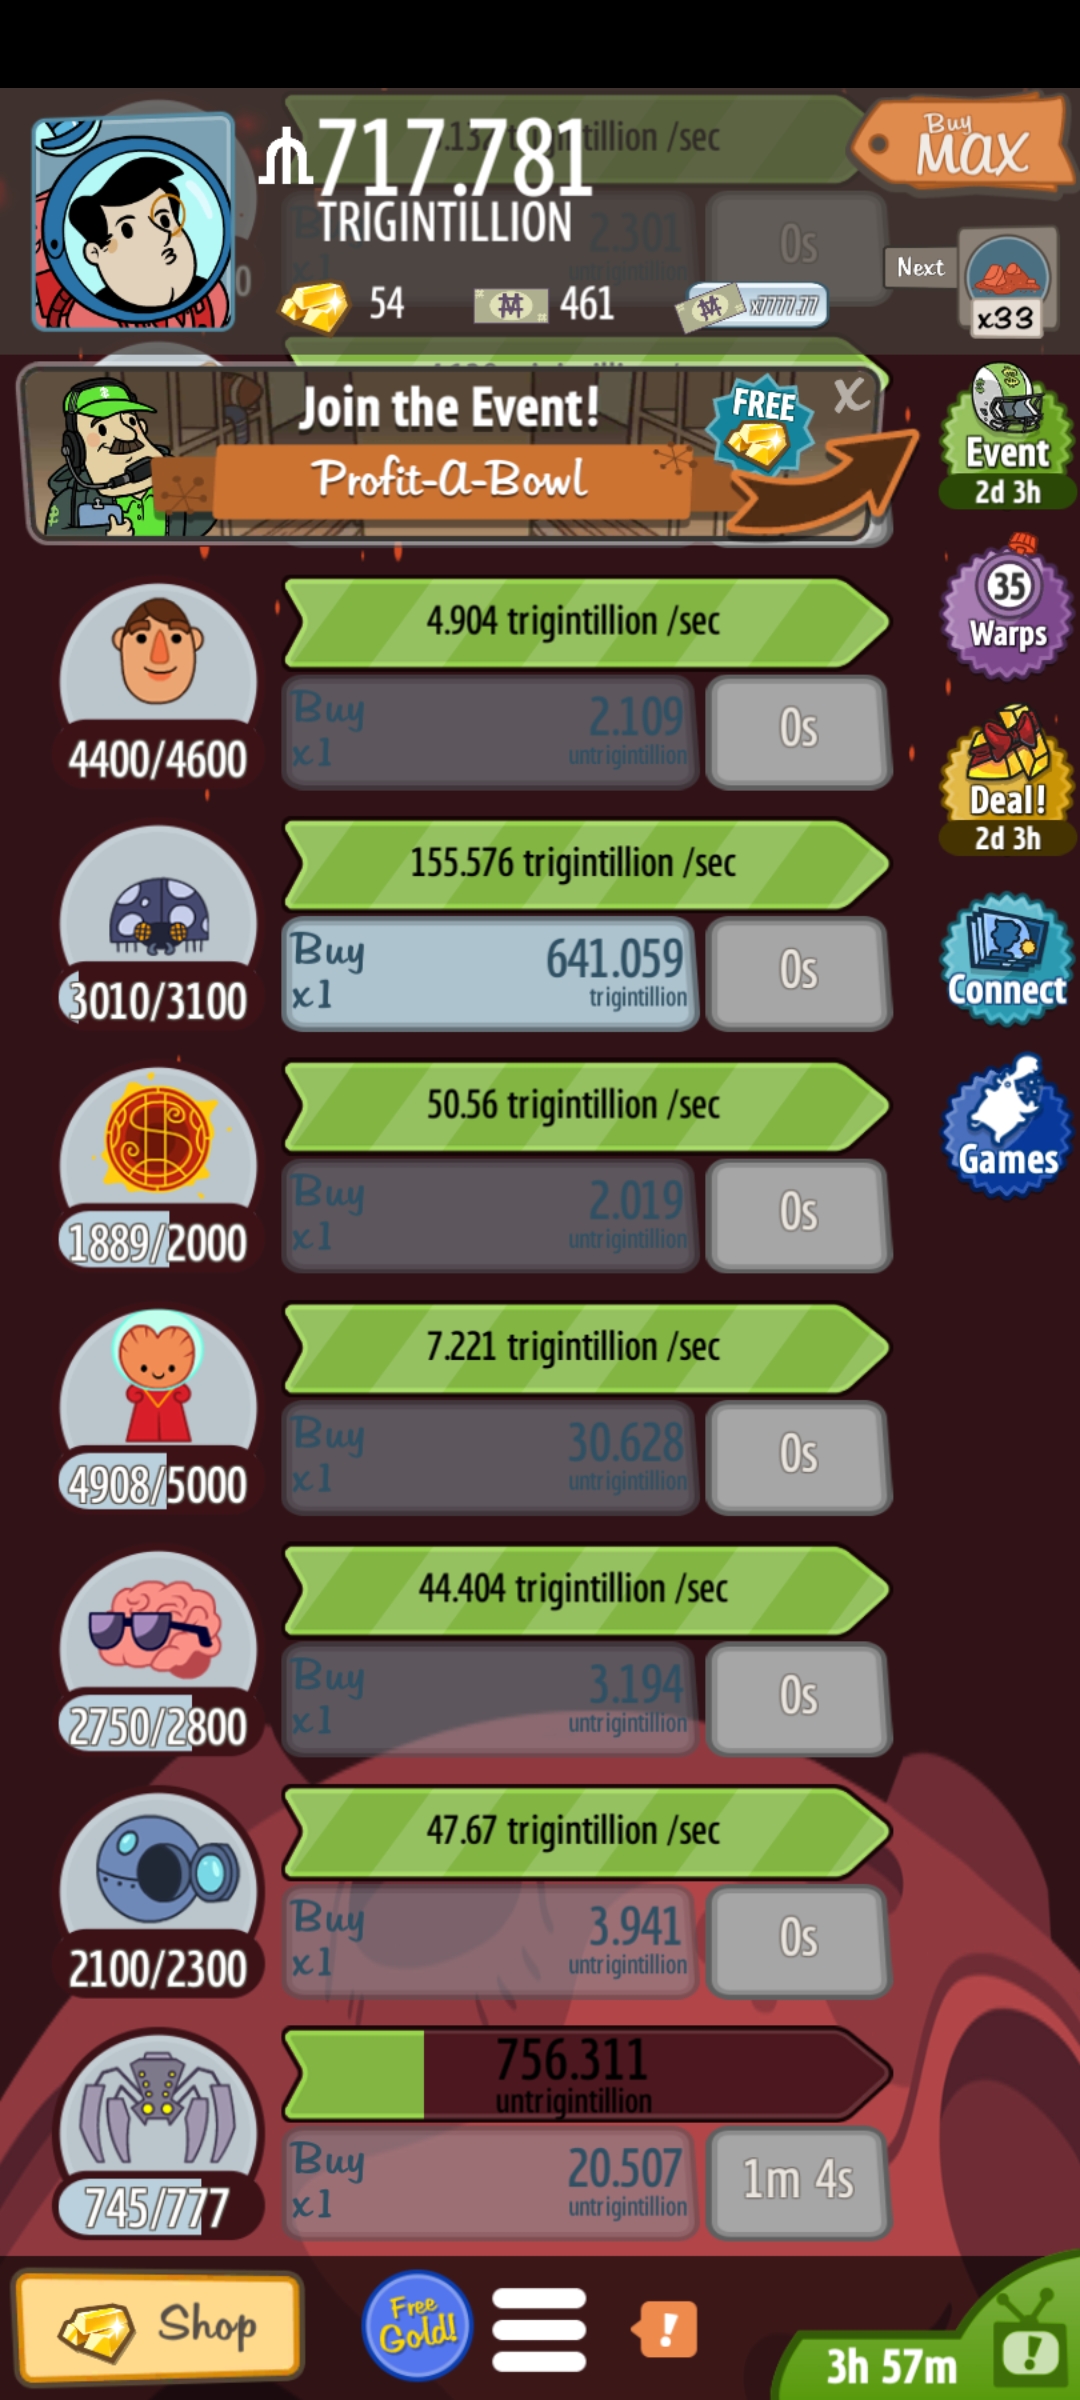 717.781
TRIGINTILLION
trigintillion /sec
Buy
MAX
2.301
untrigintillion
0s
Next
x33
54
461
x7777.77
Join the Event!
Profit-A-Bowl
FREE
X
Event
2d 3h
4.904 trigintillion /sec
Buy
x1
2.109
untrigintillion
0s
4400/4600
35
Warps
155.576 trigintillion /sec
Buy
x1
641.059
trigintillion
0s
3010/3100
Deal!
2d 3h
Connect
50.56 trigintillion /sec
Buy
x1
2.019
untrigintillion
0s
1889/2000
Games
7.221 trigintillion /sec
Buy
x1
30.628
untrigintillion
0s
4908/5000
44.404 trigintillion /sec
Buy
x1
3.194
untrigintillion
0s
2750/2800
47.67 trigintillion /sec
Buy
x1
3.941
untrigintillion
0s
2100/2300
756.311
untrigintillion
Buy
x1
20.507
untrigintillion
1m 4s
745/777
Shop
Free
Gold!
!
3h 57m
!